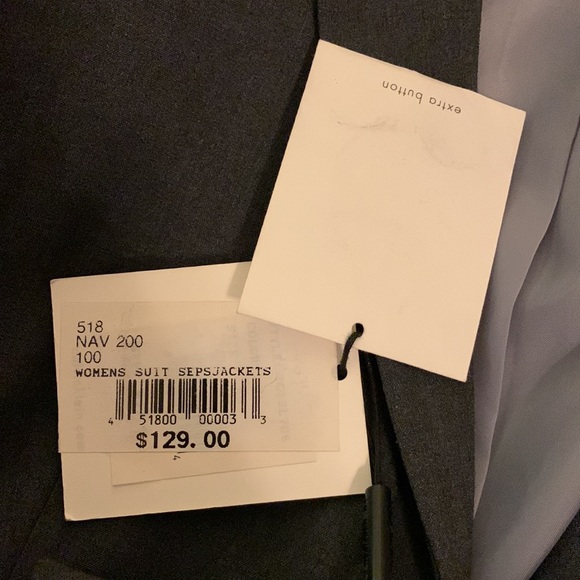 extra button
518
NAV 200
100
WOMENS SUIT SEPSJACKETS
4 51800 00003 3
$129.00